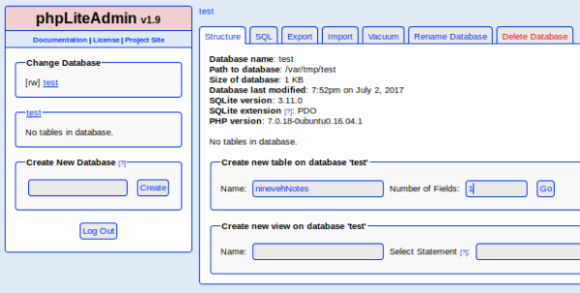 phpLiteAdmin v1.9
Documentation | License | Project Site
Change Database
[rw] test
test
No tables in database.
Create New Database [?]
Create
Log Out
test
Structure SQL Export Import Vacuum Rename Database Delete Database
Database name: test
Path to database: /var/tmp/test
Size of database: 1 KB
Database last modified: 7:52pm on July 2, 2017
SQLite version: 3.11.0
SQLite extension [?]: PDO
PHP version: 7.0.18-0ubuntu0.16.04.1
No tables in database.
Create new table on database 'test'
Name: ninevehNotes Number of Fields: 1 Go
Create new view on database 'test'
Name: Select Statement [?]: